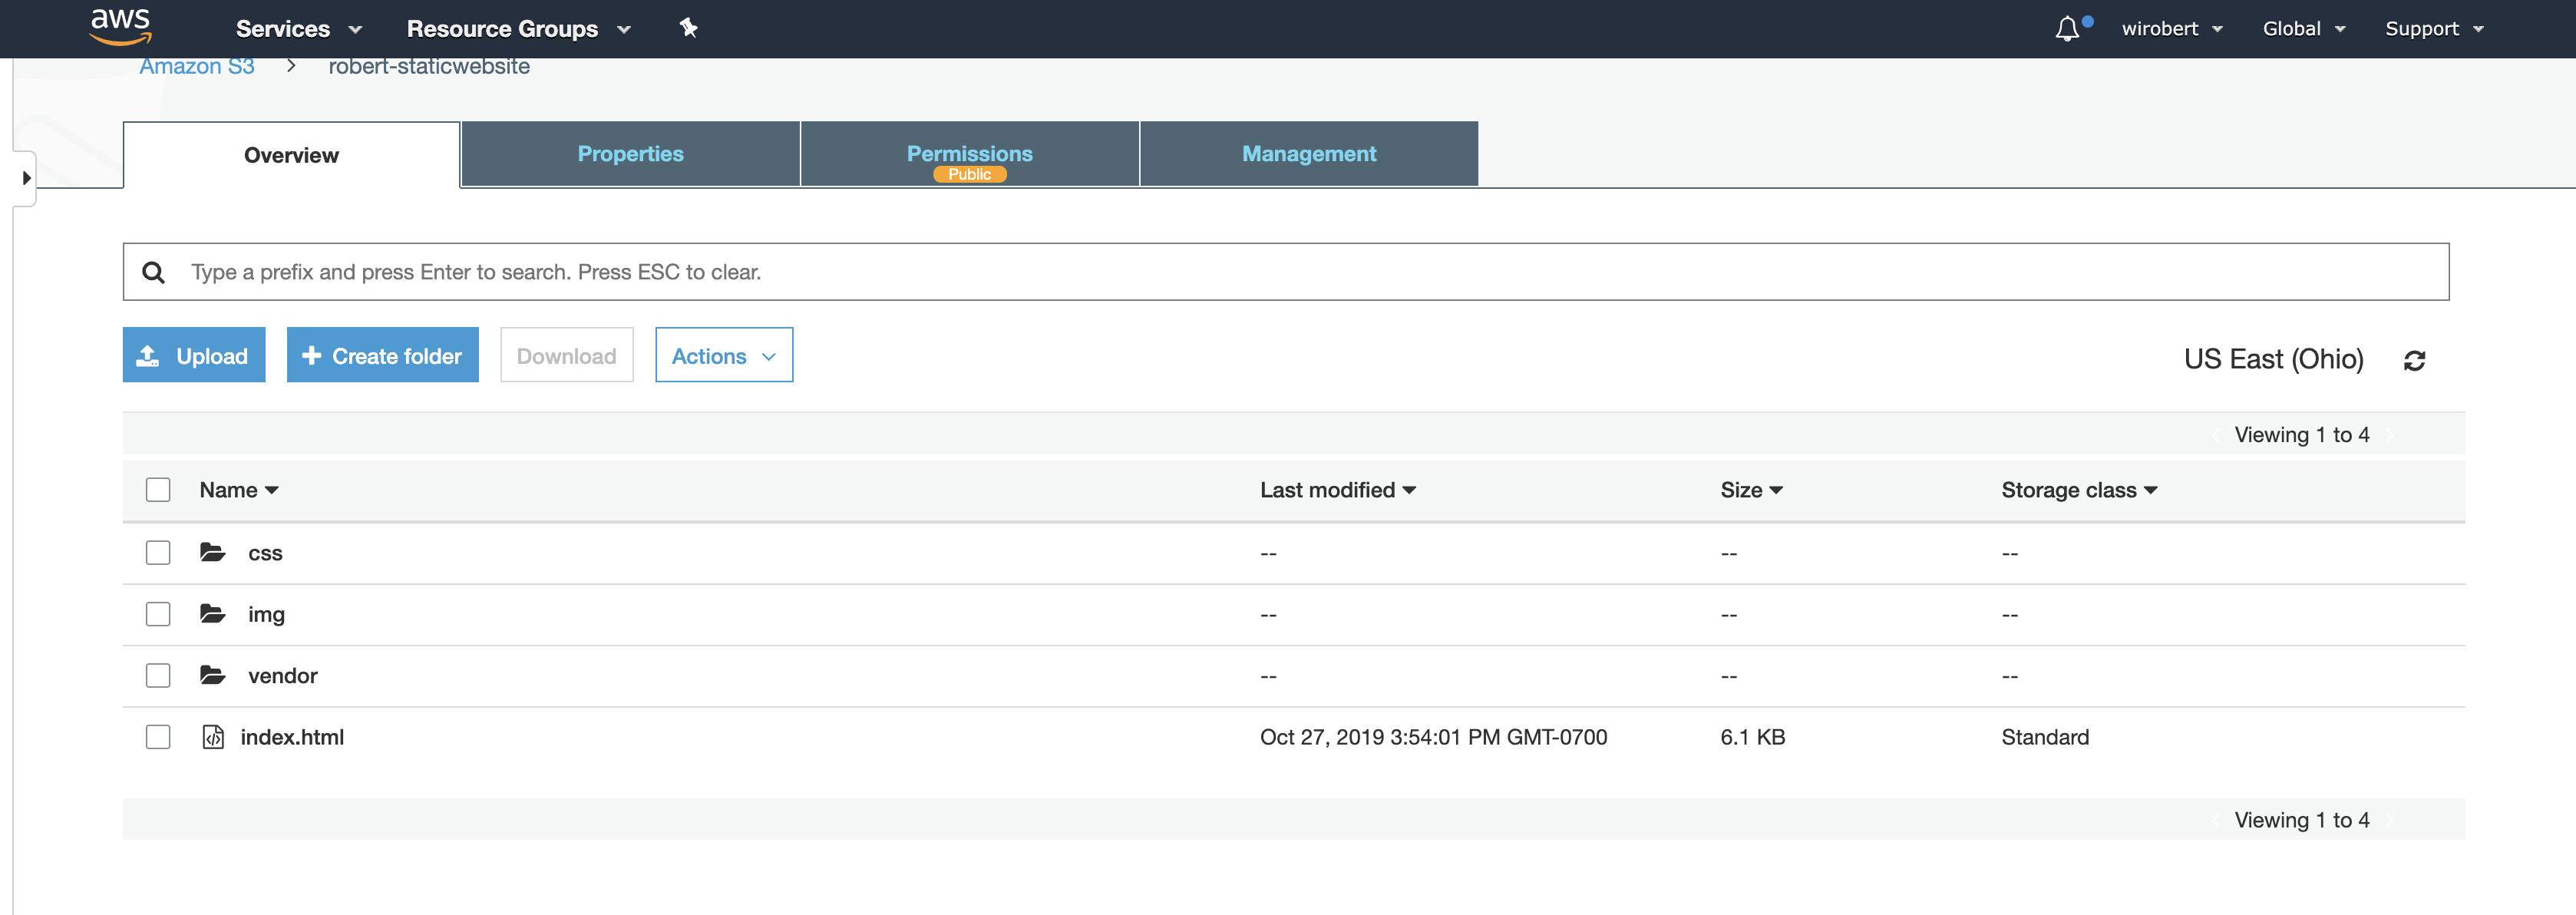 aws Services Resource Groups wirobert Global Support
Amazon S3 > robert-staticwebsite
Overview Properties Permissions Management
Public
Type a prefix and press Enter to search. Press ESC to clear.
Upload Create folder Download Actions US East (Ohio)
Viewing 1 to 4
Name Last modified Size Storage class
css -- -- --
img -- -- --
vendor -- -- --
index.html Oct 27, 2019 3:54:01 PM GMT-0700 6.1 KB Standard
Viewing 1 to 4